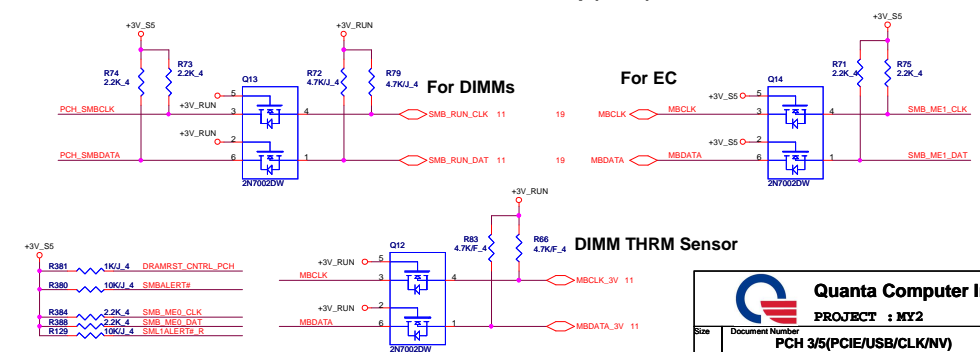 +3V_S5
+3V_RUN
+3V_S5
R74
2.2K_4
R73
2.2K_4
Q13
R72
4.7K/J_4
R79
4.7K/J_4
For DIMMs
For EC
R71
2.2K_4
R75
2.2K_4
Q14
+3V_RUN
5
PCH_SMBCLK
3
4
SMB_RUN_CLK 11
19
MBCLK
MBCLK
+3V_S5
5
3
4
SMB_ME1_CLK
+3V_RUN
2
PCH_SMBDATA
6
1
SMB_RUN_DAT 11
19
MBDATA
MBDATA
+3V_S5
2
6
1
SMB_ME1_DAT
2N7002DW
2N7002DW
+3V_RUN
+3V_S5
R83
4.7K/F_4
R66
4.7K/F_4
DIMM THRM Sensor
Q12
R381
1K/J_4
DRAMRST_CNTRL_PCH
R380
10K/J_4
SMBALERT#
R384
2.2K_4
SMB_ME0_CLK
R388
2.2K_4
SMB_ME0_DAT
R129
10K/J_4
SML1ALERT#_R
+3V_RUN
5
MBCLK
3
4
MBCLK_3V 11
+3V_RUN
2
MBDATA
6
1
MBDATA_3V 11
2N7002DW
Quanta Computer I
PROJECT : MY2
Size
Document Number
PCH 3/5(PCIE/USB/CLK/NV)